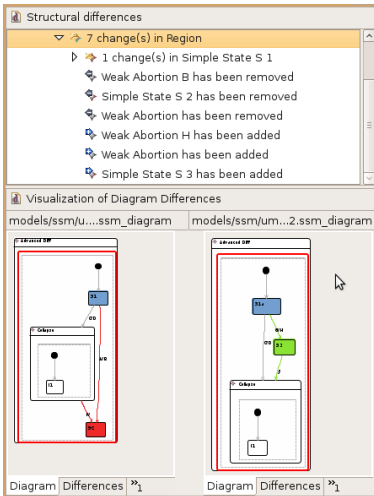 Structural differences
7 change(s) in Region
1 change(s) in Simple State S 1
Weak Abortion B has been removed
Simple State S 2 has been removed
Weak Abortion has been removed
Weak Abortion H has been added
Weak Abortion has been added
Simple State S 3 has been added
Visualization of Diagram Differences
models/ssm/u....ssm_diagram
models/ssm/um...2.ssm_diagram
Advanced Diff
Collapse
Advanced Diff
Collapse
Diagram
Differences
»1
Diagram
Differences
»1